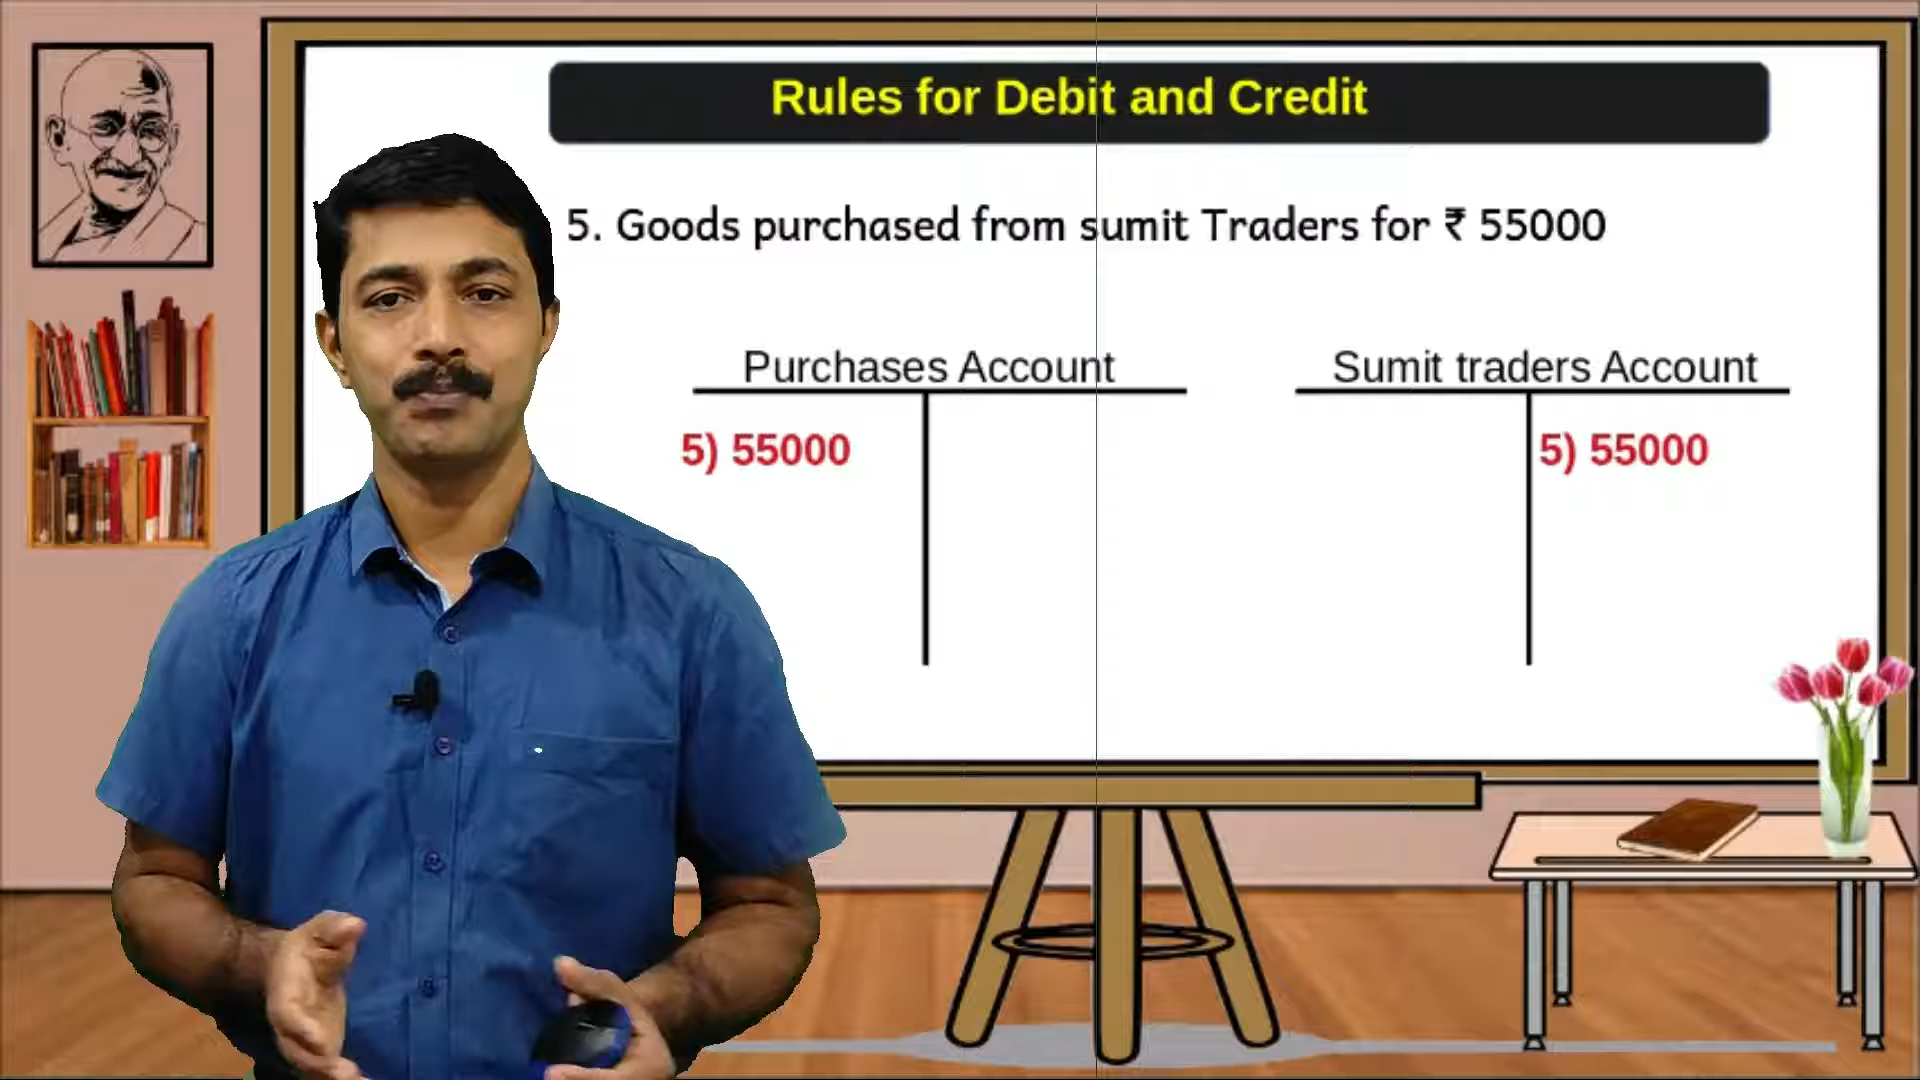 Rules for Debit and Credit
5. Goods purchased from sumit Traders for ₹ 55000
Purchases Account
Sumit traders Account
5) 55000
5) 55000